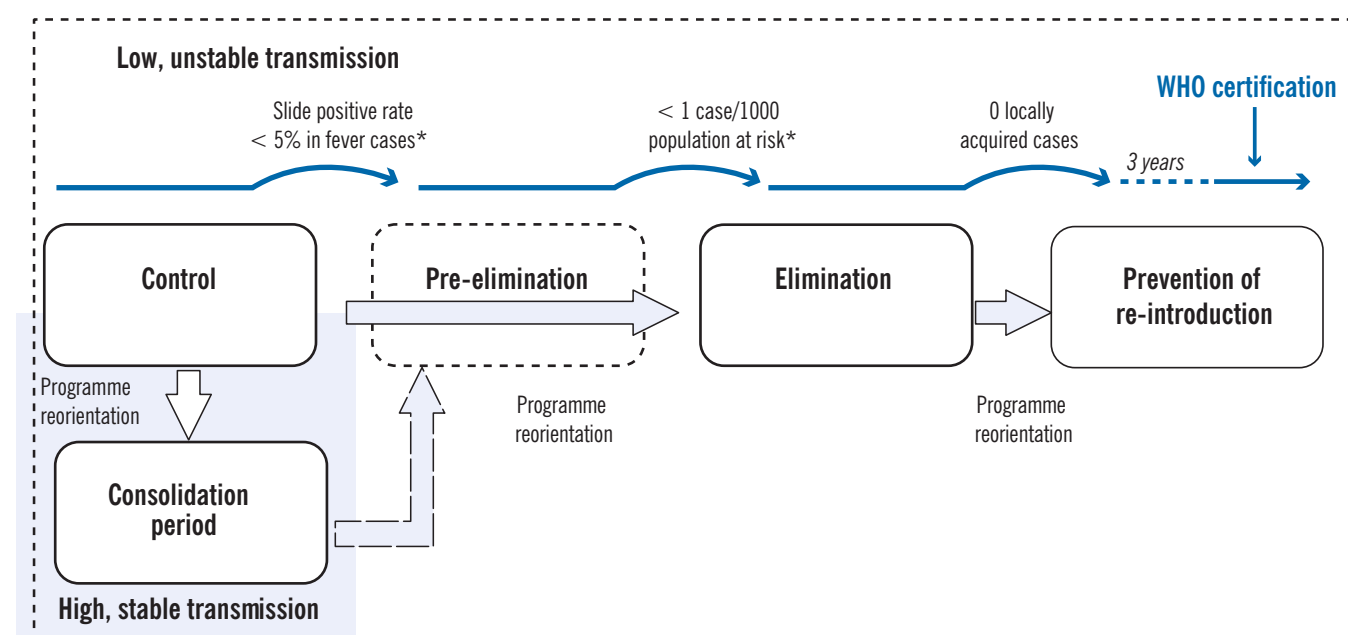 Low, unstable transmission
WHO certification
Slide positive rate
< 5% in fever cases*
< 1 case/1000
population at risk*
0 locally
acquired cases
3 years
Control
Pre-elimination
Elimination
Prevention of
re-introduction
Programme
reorientation
Programme
reorientation
Programme
reorientation
Consolidation
period
High, stable transmission